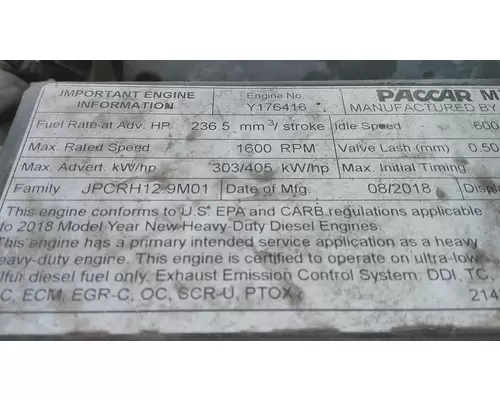 IMPORTANT ENGINE INFORMATION
Engine No. Y176416
PACCAR
MANUFACTURED BY
Fuel Rate at Adv. HP 236.5 mm³/stroke Idle Speed 600
Max. Rated Speed 1600 RPM Valve Lash (mm) 0.50
Max. Advert. kW/hp 303/405 kW/hp Max. Initial Timing
Family JPCRH12.9M01 Date of Mfg. 08/2018
This engine conforms to U.S. EPA and CARB regulations applicable
to 2018 Model Year New Heavy-Duty Diesel Engines.
This engine has a primary intended service application as a heavy
heavy-duty engine. This engine is certified to operate on ultra-low
diesel fuel only. Exhaust Emission Control System: DDI, TC
ECM, EGR-C, OC, SCR-U, PTOX